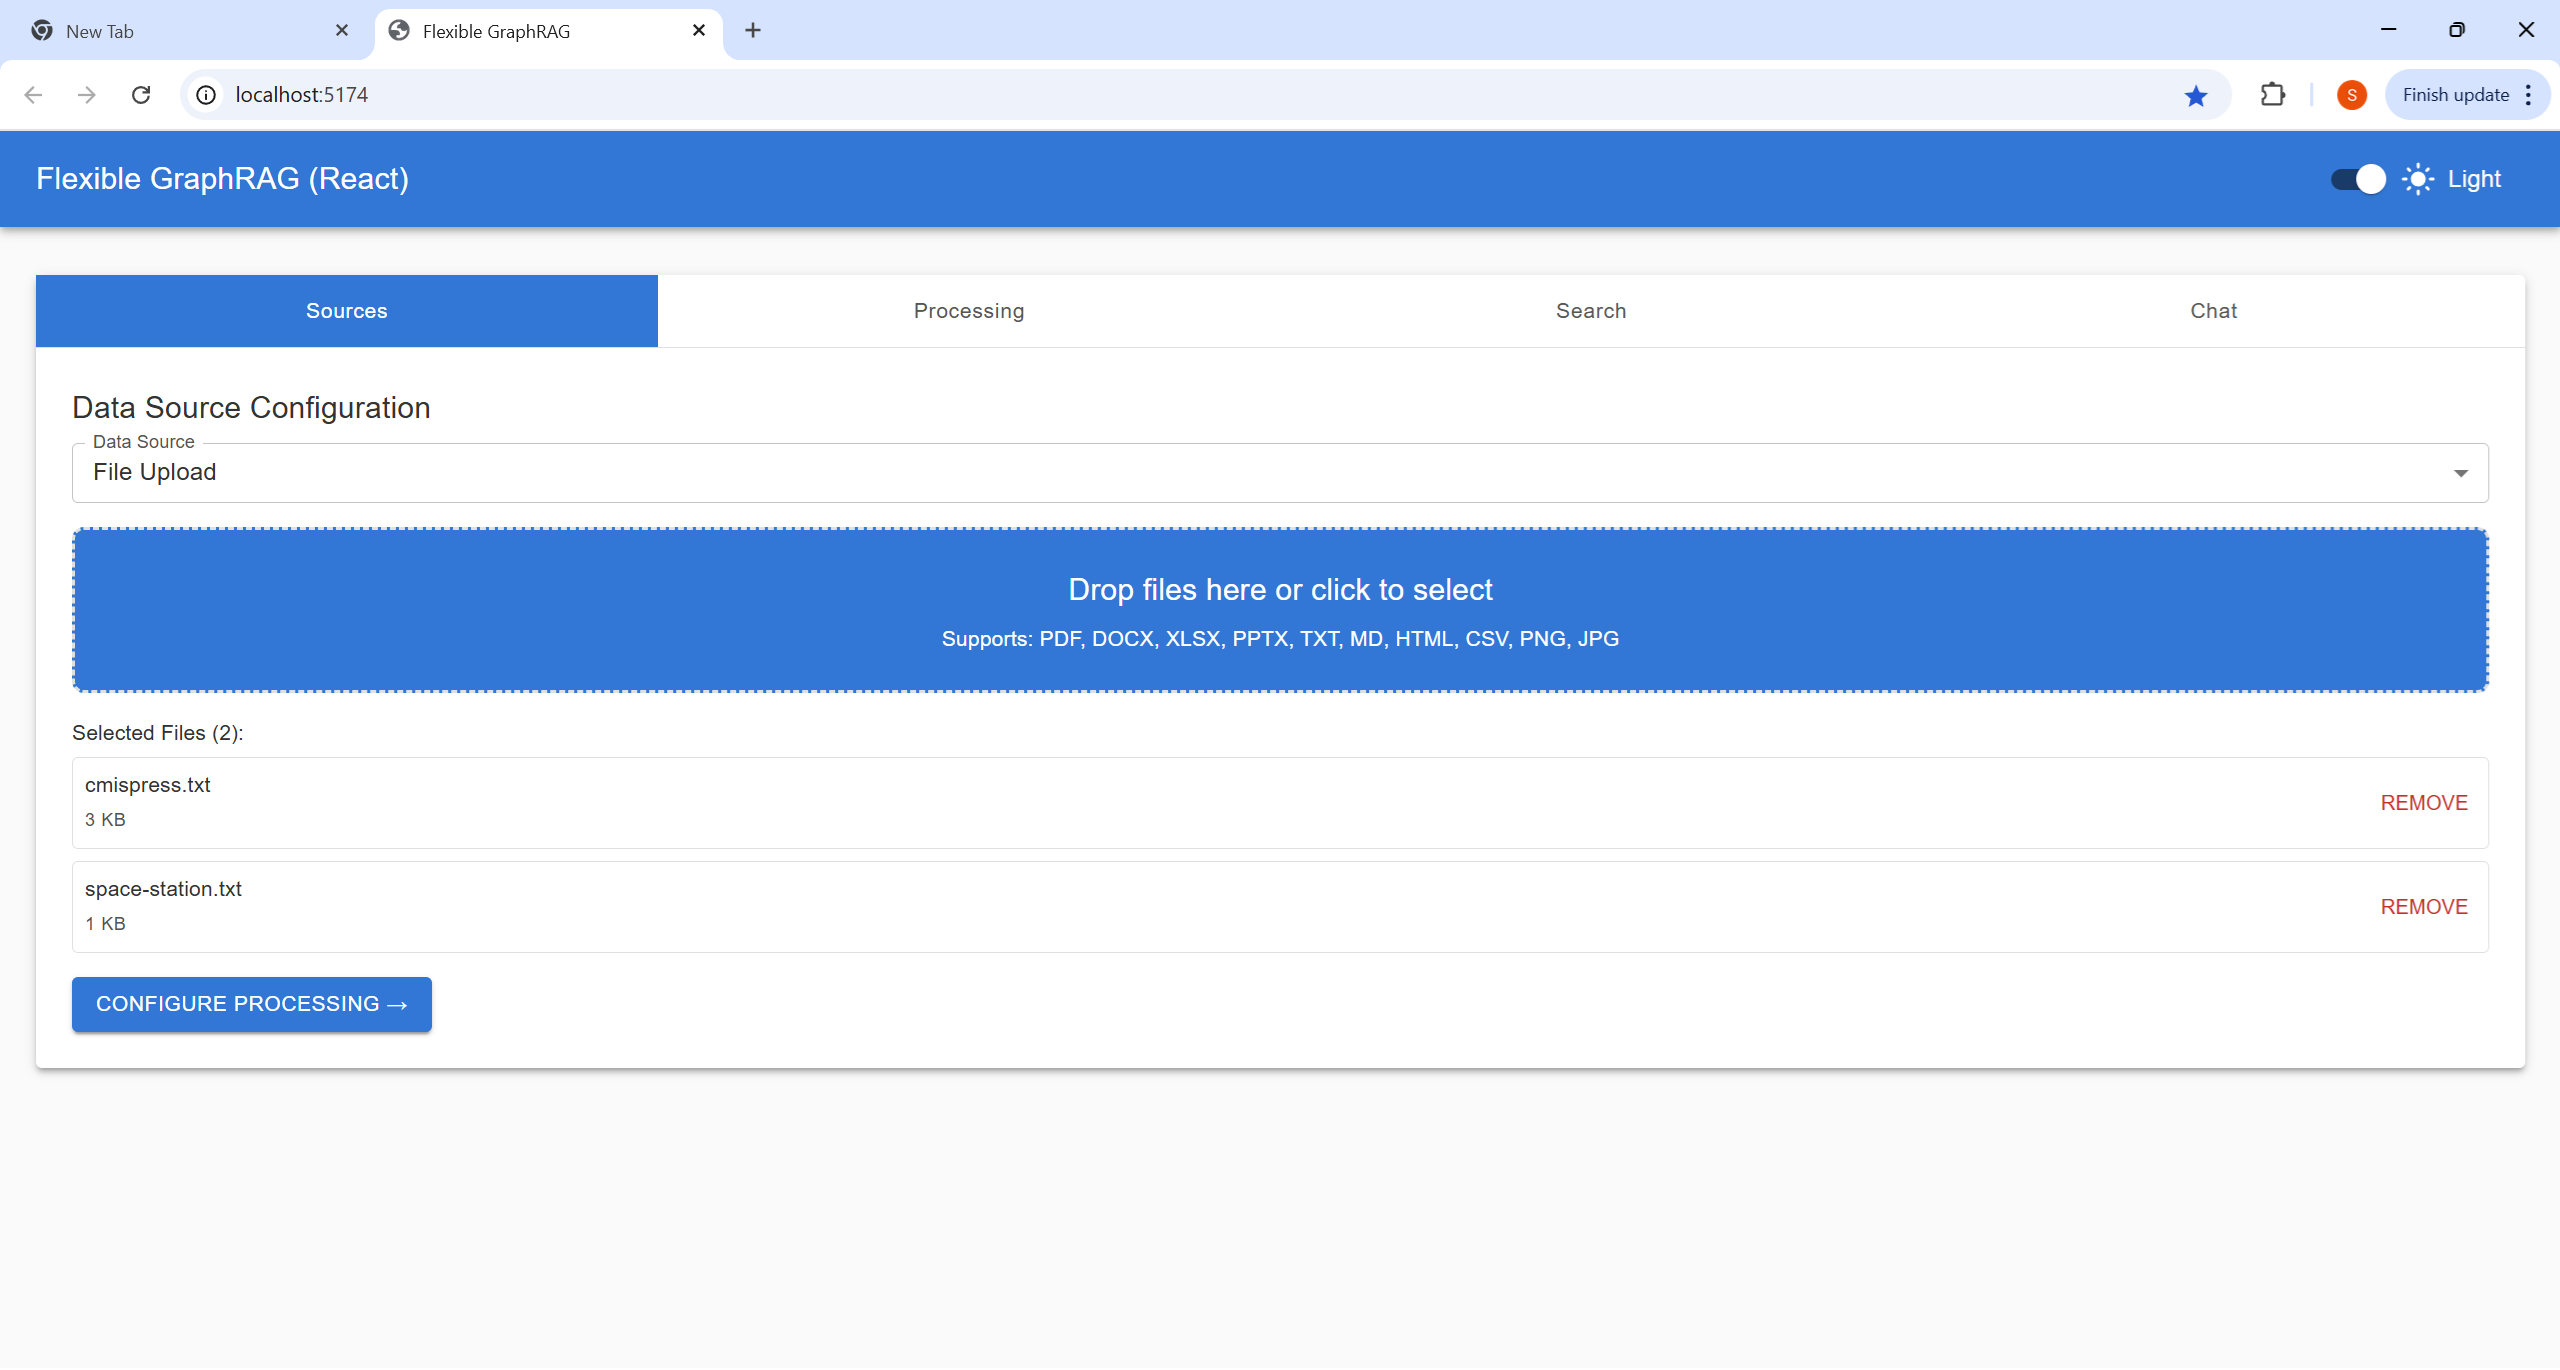 New Tab
Flexible GraphRAG
localhost:5174
S
Finish update
Flexible GraphRAG (React)
Light
Sources
Processing
Search
Chat
Data Source Configuration
Data Source
File Upload
Drop files here or click to select
Supports: PDF, DOCX, XLSX, PPTX, TXT, MD, HTML, CSV, PNG, JPG
Selected Files (2):
cmispress.txt
3 KB
REMOVE
space-station.txt
1 KB
REMOVE
CONFIGURE PROCESSING →